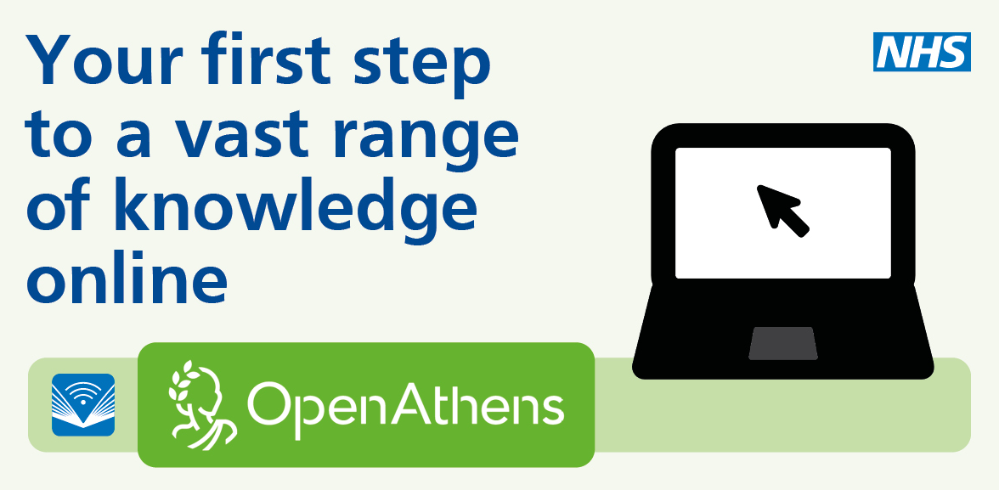 Your first step
to a vast range
of knowledge
online
NHS
OpenAthens